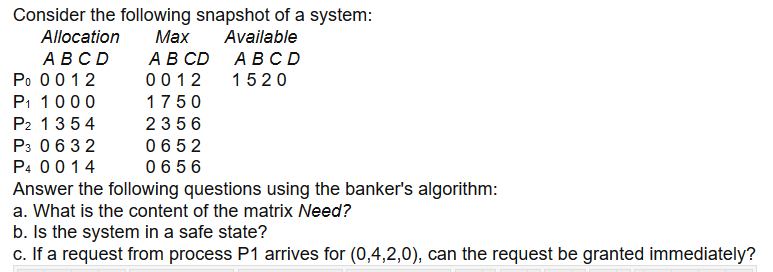 Consider the following snapshot of a system:
Allocation Max Available
A B C D A B CD A B C D
P0 0 0 1 2 0 0 1 2 1 5 2 0
P1 1 0 0 0 1 7 5 0
P2 1 3 5 4 2 3 5 6
P3 0 6 3 2 0 6 5 2
P4 0 0 1 4 0 6 5 6
Answer the following questions using the banker's algorithm:
a. What is the content of the matrix Need?
b. Is the system in a safe state?
c. If a request from process P1 arrives for (0,4,2,0), can the request be granted immediately?